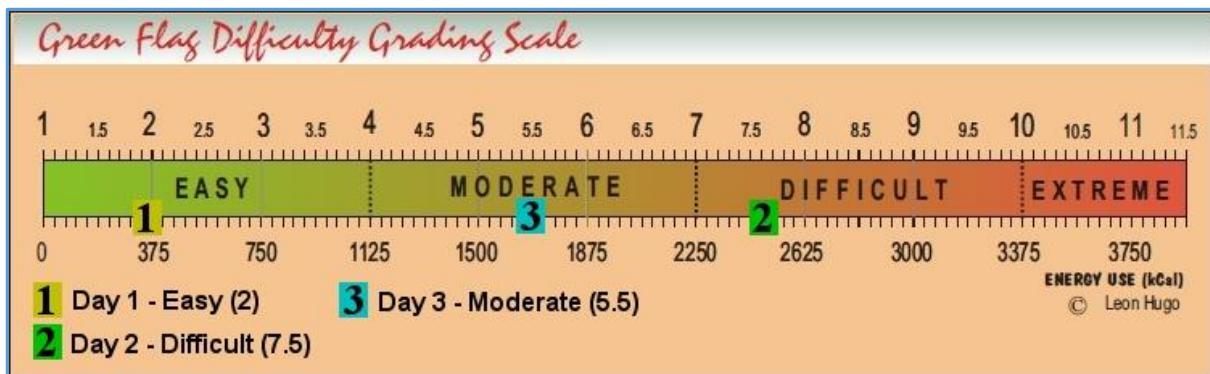 Green Flag Difficulty Grading Scale
1 1.5 2 2.5 3 3.5 4 4.5 5 5.5 6 6.5 7 7.5 8 8.5 9 9.5 10 10.5 11 11.5
EASY MODERATE DIFFICULT EXTREME
1 3 2
0 375 750 1125 1500 1875 2250 2625 3000 3375 3750
ENERGY USE (kCal)
© Leon Hugo
1 Day 1 - Easy (2) 3 Day 3 - Moderate (5.5)
2 Day 2 - Difficult (7.5)